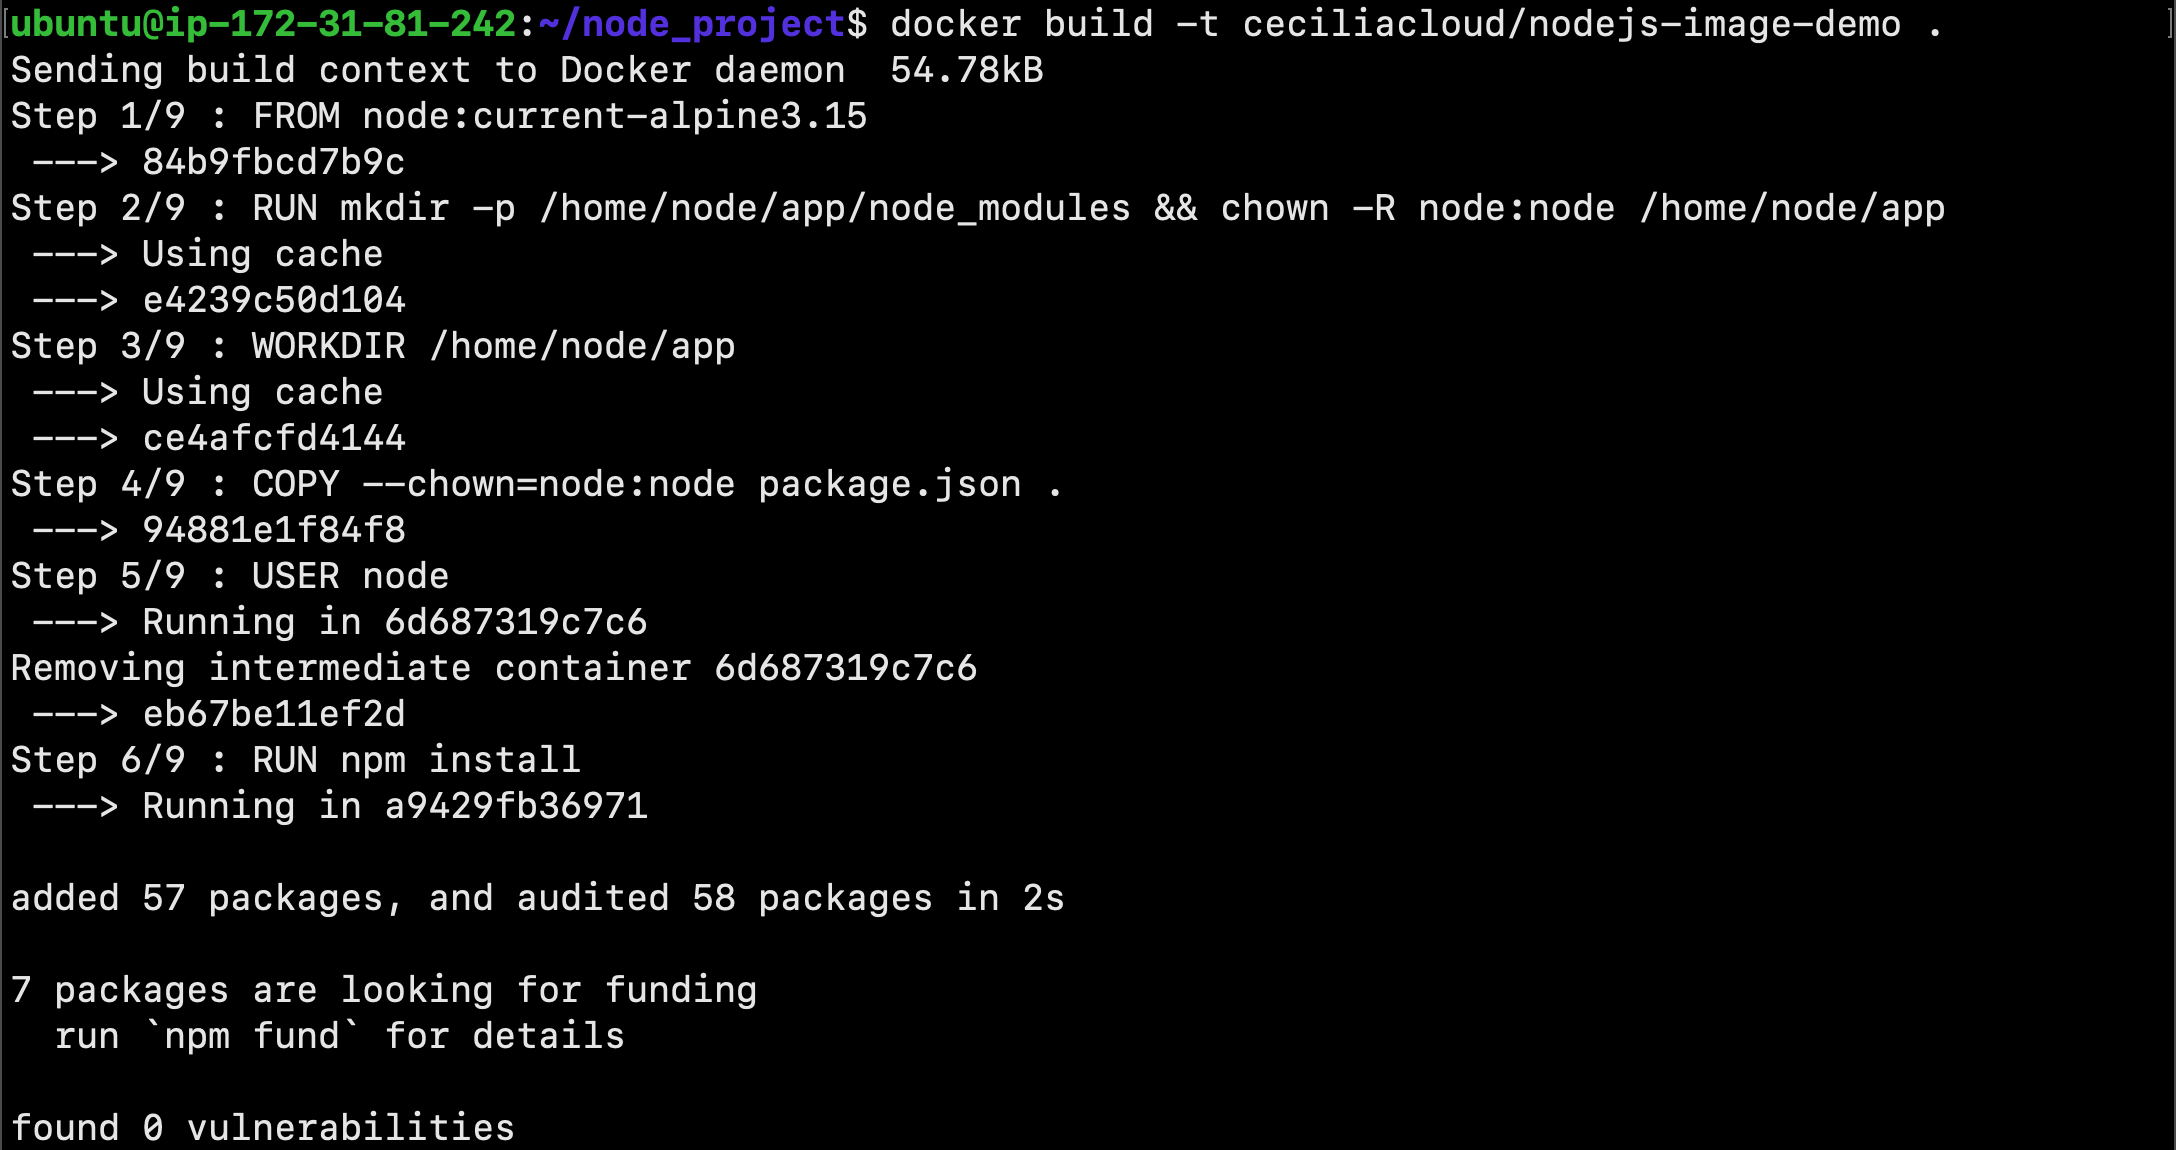 ubuntu@ip-172-31-81-242:~/node_project$ docker build -t ceciliacloud/nodejs-image-demo .
Sending build context to Docker daemon  54.78kB
Step 1/9 : FROM node:current-alpine3.15
 ---> 84b9fbcd7b9c
Step 2/9 : RUN mkdir -p /home/node/app/node_modules && chown -R node:node /home/node/app
 ---> Using cache
 ---> e4239c50d104
Step 3/9 : WORKDIR /home/node/app
 ---> Using cache
 ---> ce4afcfd4144
Step 4/9 : COPY --chown=node:node package.json .
 ---> 94881e1f84f8
Step 5/9 : USER node
 ---> Running in 6d687319c7c6
Removing intermediate container 6d687319c7c6
 ---> eb67be11ef2d
Step 6/9 : RUN npm install
 ---> Running in a9429fb36971
added 57 packages, and audited 58 packages in 2s
7 packages are looking for funding
  run `npm fund` for details
found 0 vulnerabilities